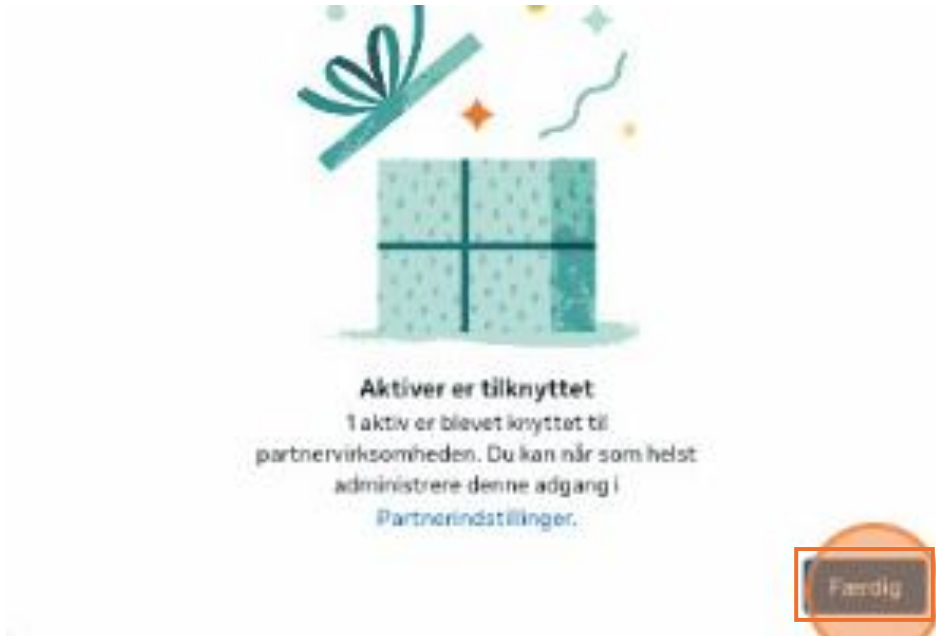 Aktiver er tilknyttet
1 aktiv er blevet knyttet til
partnervirksomheden. Du kan når som helst
administrere denne adgang i
Partnerindstillinger.
Færdig